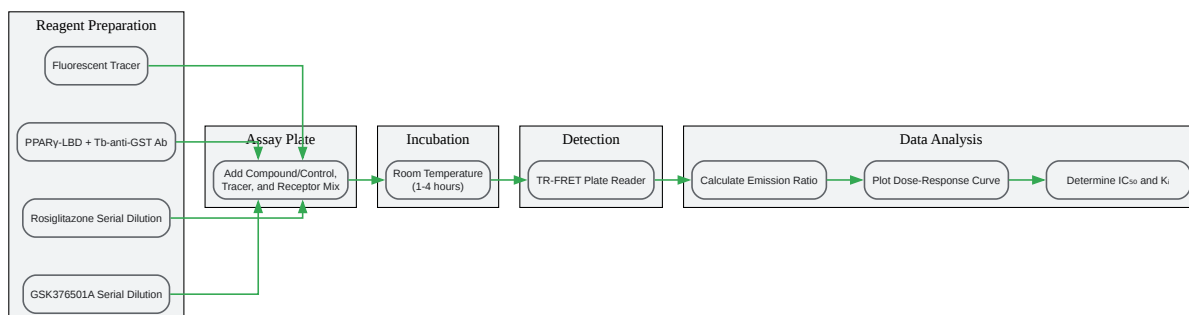 Reagent Preparation
Fluorescent Tracer
PPARγ-LBD + Tb-anti-GST Ab
Rosiglitazone Serial Dilution
GSK376501A Serial Dilution
Assay Plate
Add Compound/Control,
Tracer, and Receptor Mix
Incubation
Room Temperature
(1-4 hours)
Detection
TR-FRET Plate Reader
Data Analysis
Calculate Emission Ratio
Plot Dose-Response Curve
Determine IC₅₀ and Kᵢ